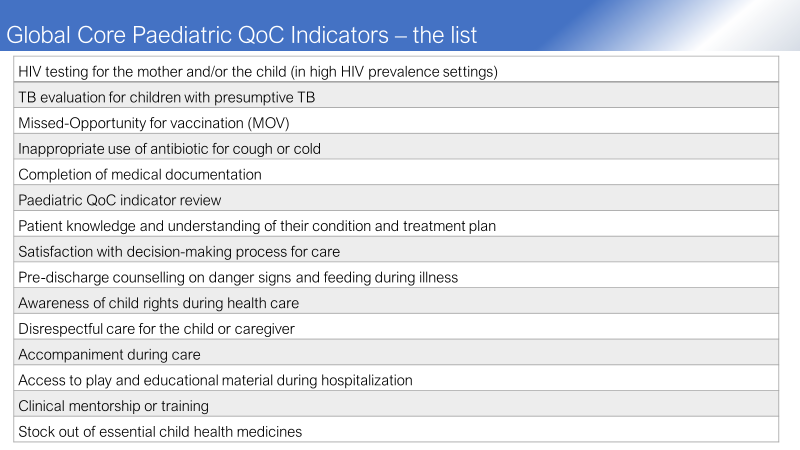 Global Core Paediatric QoC Indicators – the list
HIV testing for the mother and/or the child (in high HIV prevalence settings)
TB evaluation for children with presumptive TB
Missed-Opportunity for vaccination (MOV)
Inappropriate use of antibiotic for cough or cold
Completion of medical documentation
Paediatric QoC indicator review
Patient knowledge and understanding of their condition and treatment plan
Satisfaction with decision-making process for care
Pre-discharge counselling on danger signs and feeding during illness
Awareness of child rights during health care
Disrespectful care for the child or caregiver
Accompaniment during care
Access to play and educational material during hospitalization
Clinical mentorship or training
Stock out of essential child health medicines